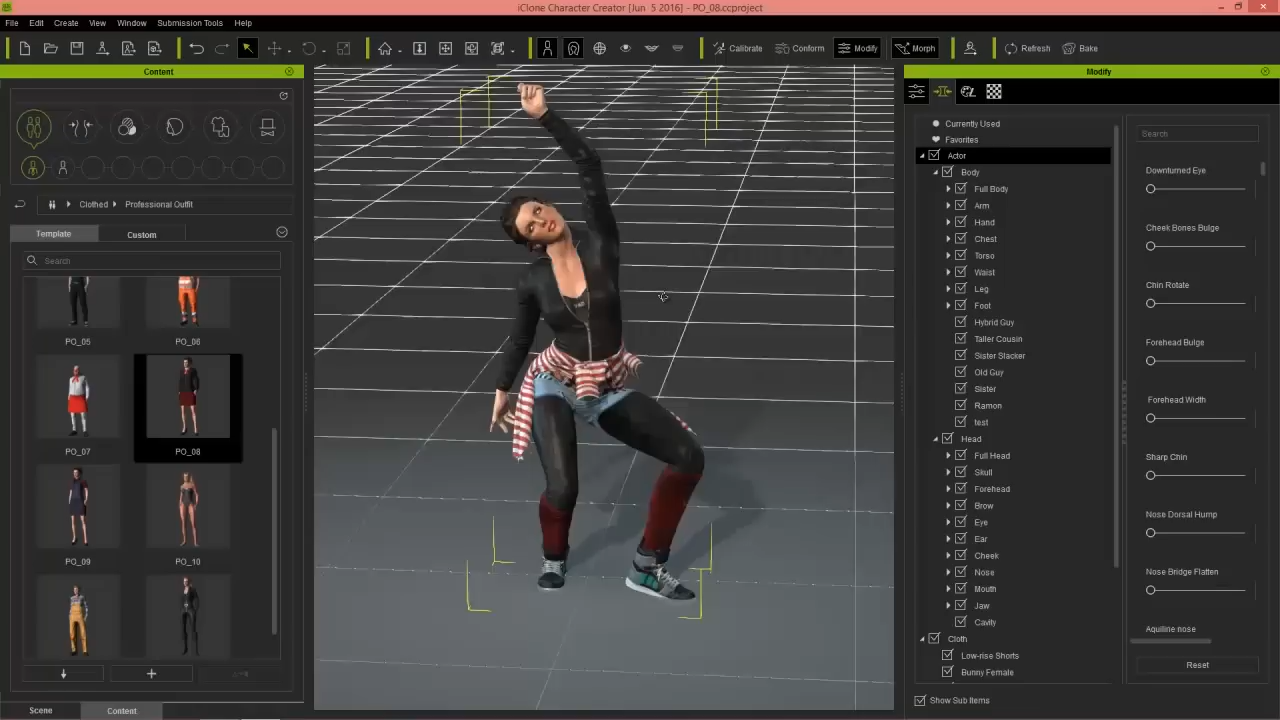 iClone Character Creator [Jun 5 2016] - PO_08.ccproject
File Edit Create View Window Submission Tools Help
Calibrate Conform Modify Morph Refresh Bake
Content
Clothed Professional Outfit
Template Custom
Search
PO_05 PO_06
PO_07 PO_08
PO_09 PO_10
Scene Content
Modify
Currently Used
Favorites
Actor
Body
Full Body
Arm
Hand
Chest
Torso
Waist
Leg
Foot
Hybrid Guy
Taller Cousin
Sister Slacker
Old Guy
Sister
Ramon
test
Head
Full Head
Skull
Forehead
Brow
Eye
Ear
Cheek
Nose
Mouth
Jaw
Cavity
Cloth
Low-rise Shorts
Bunny Female
Show Sub Items
Search
Downturned Eye
Cheek Bones Bulge
Chin Rotate
Forehead Bulge
Forehead Width
Sharp Chin
Nose Dorsal Hump
Nose Bridge Flatten
Aquiline nose
Reset